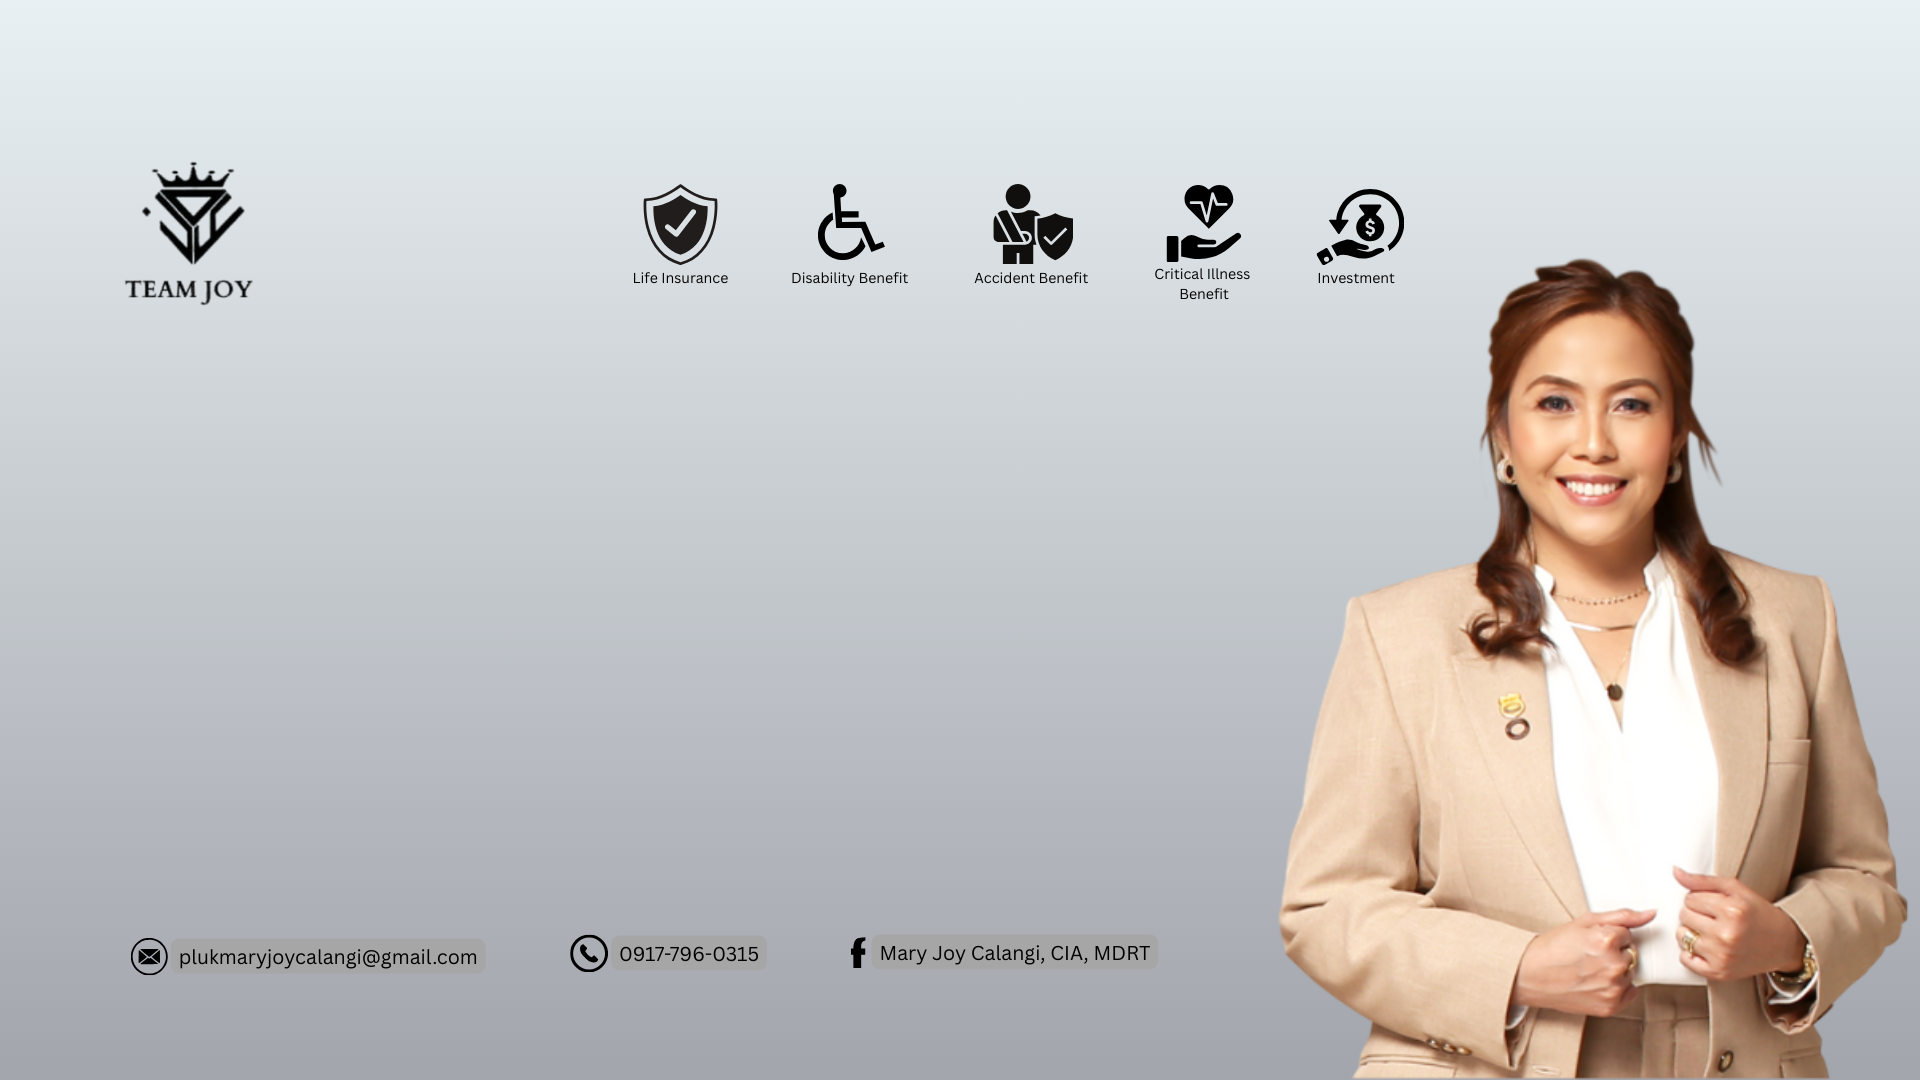 TEAM JOY
Life Insurance
Disability Benefit
Accident Benefit
Critical Illness
Benefit
Investment
plukmaryjoycalangi@gmail.com
0917-796-0315
Mary Joy Calangi, CIA, MDRT